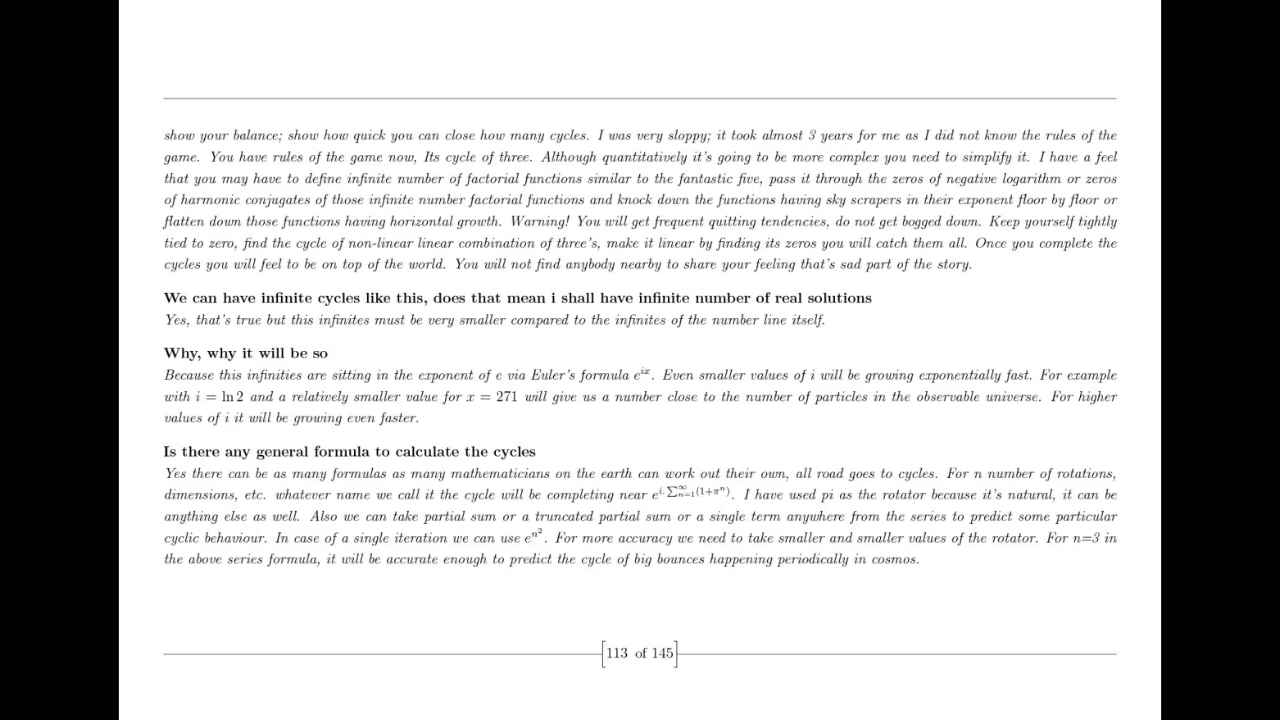 show your balance; show how quick you can close how many cycles. I was very sloppy; it took almost 3 years for me as I did not know the rules of the
game. You have rules of the game now, Its cycle of three. Although quantitatively it's going to be more complex you need to simplify it. I have a feel
that you may have to define infinite number of factorial functions similar to the fantastic five, pass it through the zeros of negative logarithm or zeros
of harmonic conjugates of those infinite number factorial functions and knock down the functions having sky scrapers in their exponent floor by floor or
flatten down those functions having horizontal growth. Warning! You will get frequent quitting tendencies, do not get bogged down. Keep yourself tightly
tied to zero, find the cycle of non-linear linear combination of three's, make it linear by finding its zeros you will catch them all. Once you complete the
cycles you will feel to be on top of the world. You will not find anybody nearby to share your feeling that's sad part of the story.
We can have infinite cycles like this, does that mean i shall have infinite number of real solutions
Yes, that's true but this infinites must be very smaller compared to the infinites of the number line itself.
Why, why it will be so
Because this infinities are sitting in the exponent of e via Euler's formula e^{ix}. Even smaller values of i will be growing exponentially fast. For example
with i = ln 2 and a relatively smaller value for x = 271 will give us a number close to the number of particles in the observable universe. For higher
values of i it will be growing even faster.
Is there any general formula to calculate the cycles
Yes there can be as many formulas as many mathematicians on the earth can work out their own, all road goes to cycles. For n number of rotations,
dimensions, etc. whatever name we call it the cycle will be completing near e^{i.∑_{n=1}^{∞}(1+π^n)}. I have used pi as the rotator because it's natural, it can be
anything else as well. Also we can take partial sum or a truncated partial sum or a single term anywhere from the series to predict some particular
cyclic behaviour. In case of a single iteration we can use e^{n^2}. For more accuracy we need to take smaller and smaller values of the rotator. For n=3 in
the above series formula, it will be accurate enough to predict the cycle of big bounces happening periodically in cosmos.
[113 of 145]